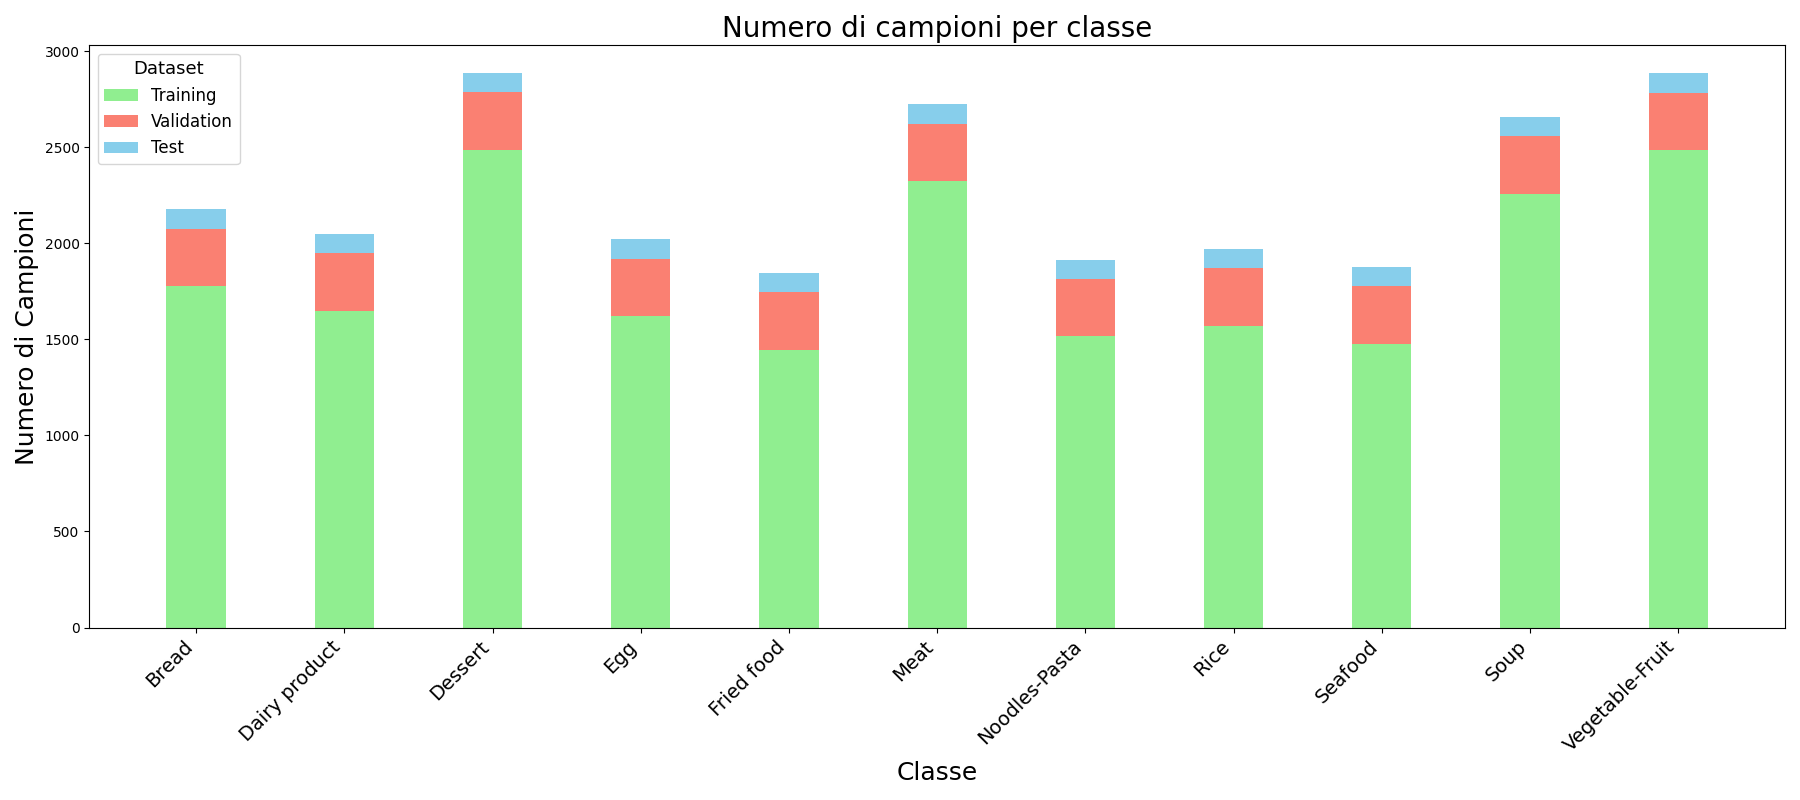 Numero di campioni per classe
Dataset
Training
Validation
Test
Numero di Campioni
3000
2500
2000
1500
1000
500
0
Bread
Dairy product
Dessert
Egg
Fried food
Meat
Noodles-Pasta
Rice
Seafood
Soup
Vegetable-Fruit
Classe